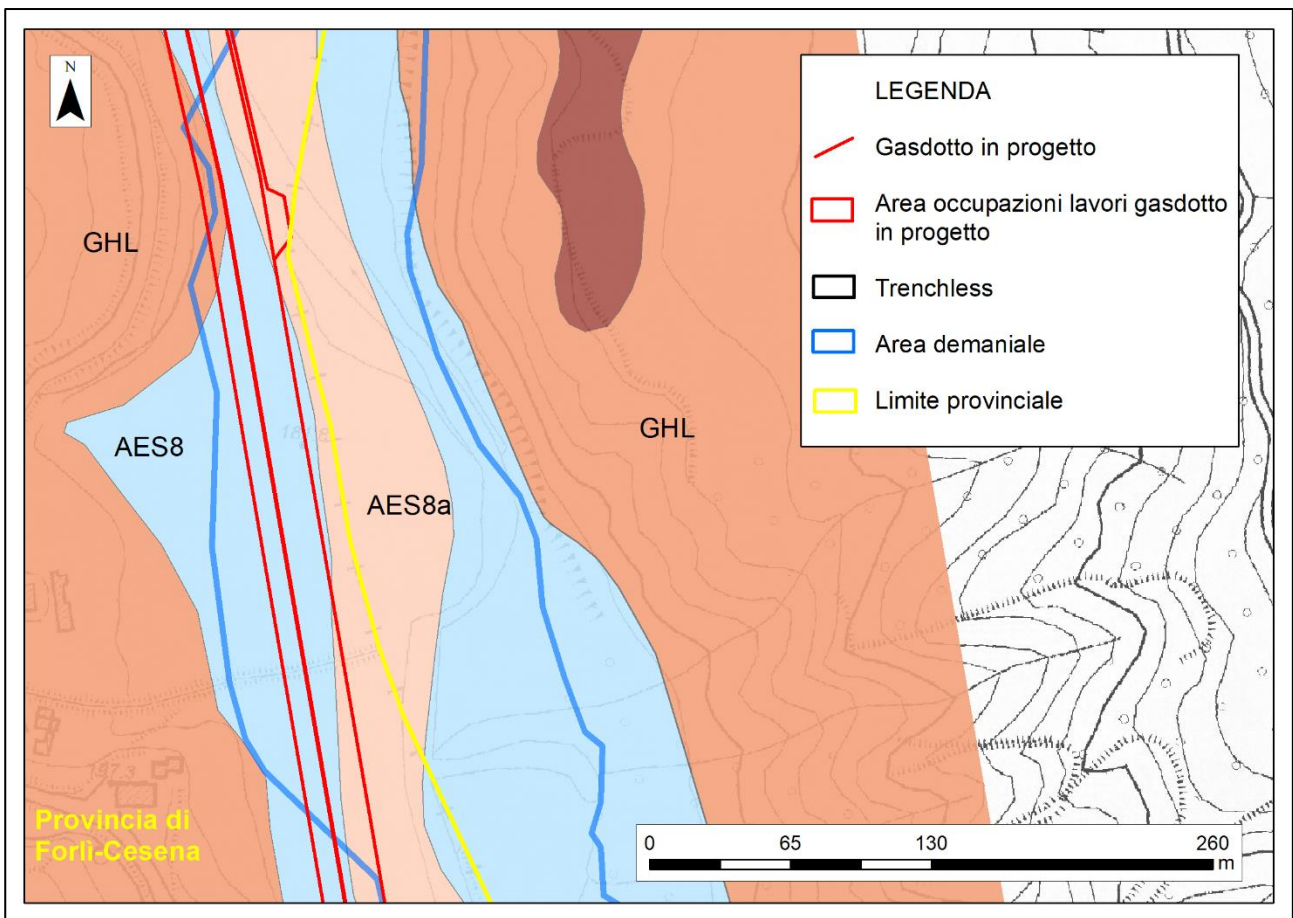 N
LEGENDA
Gasdotto in progetto
Area occupazioni lavori gasdotto
in progetto
Trenchless
Area demaniale
Limite provinciale
GHL
AES8
AES8a
GHL
Provincia di
Forlì-Cesena
0 65 130 260
m